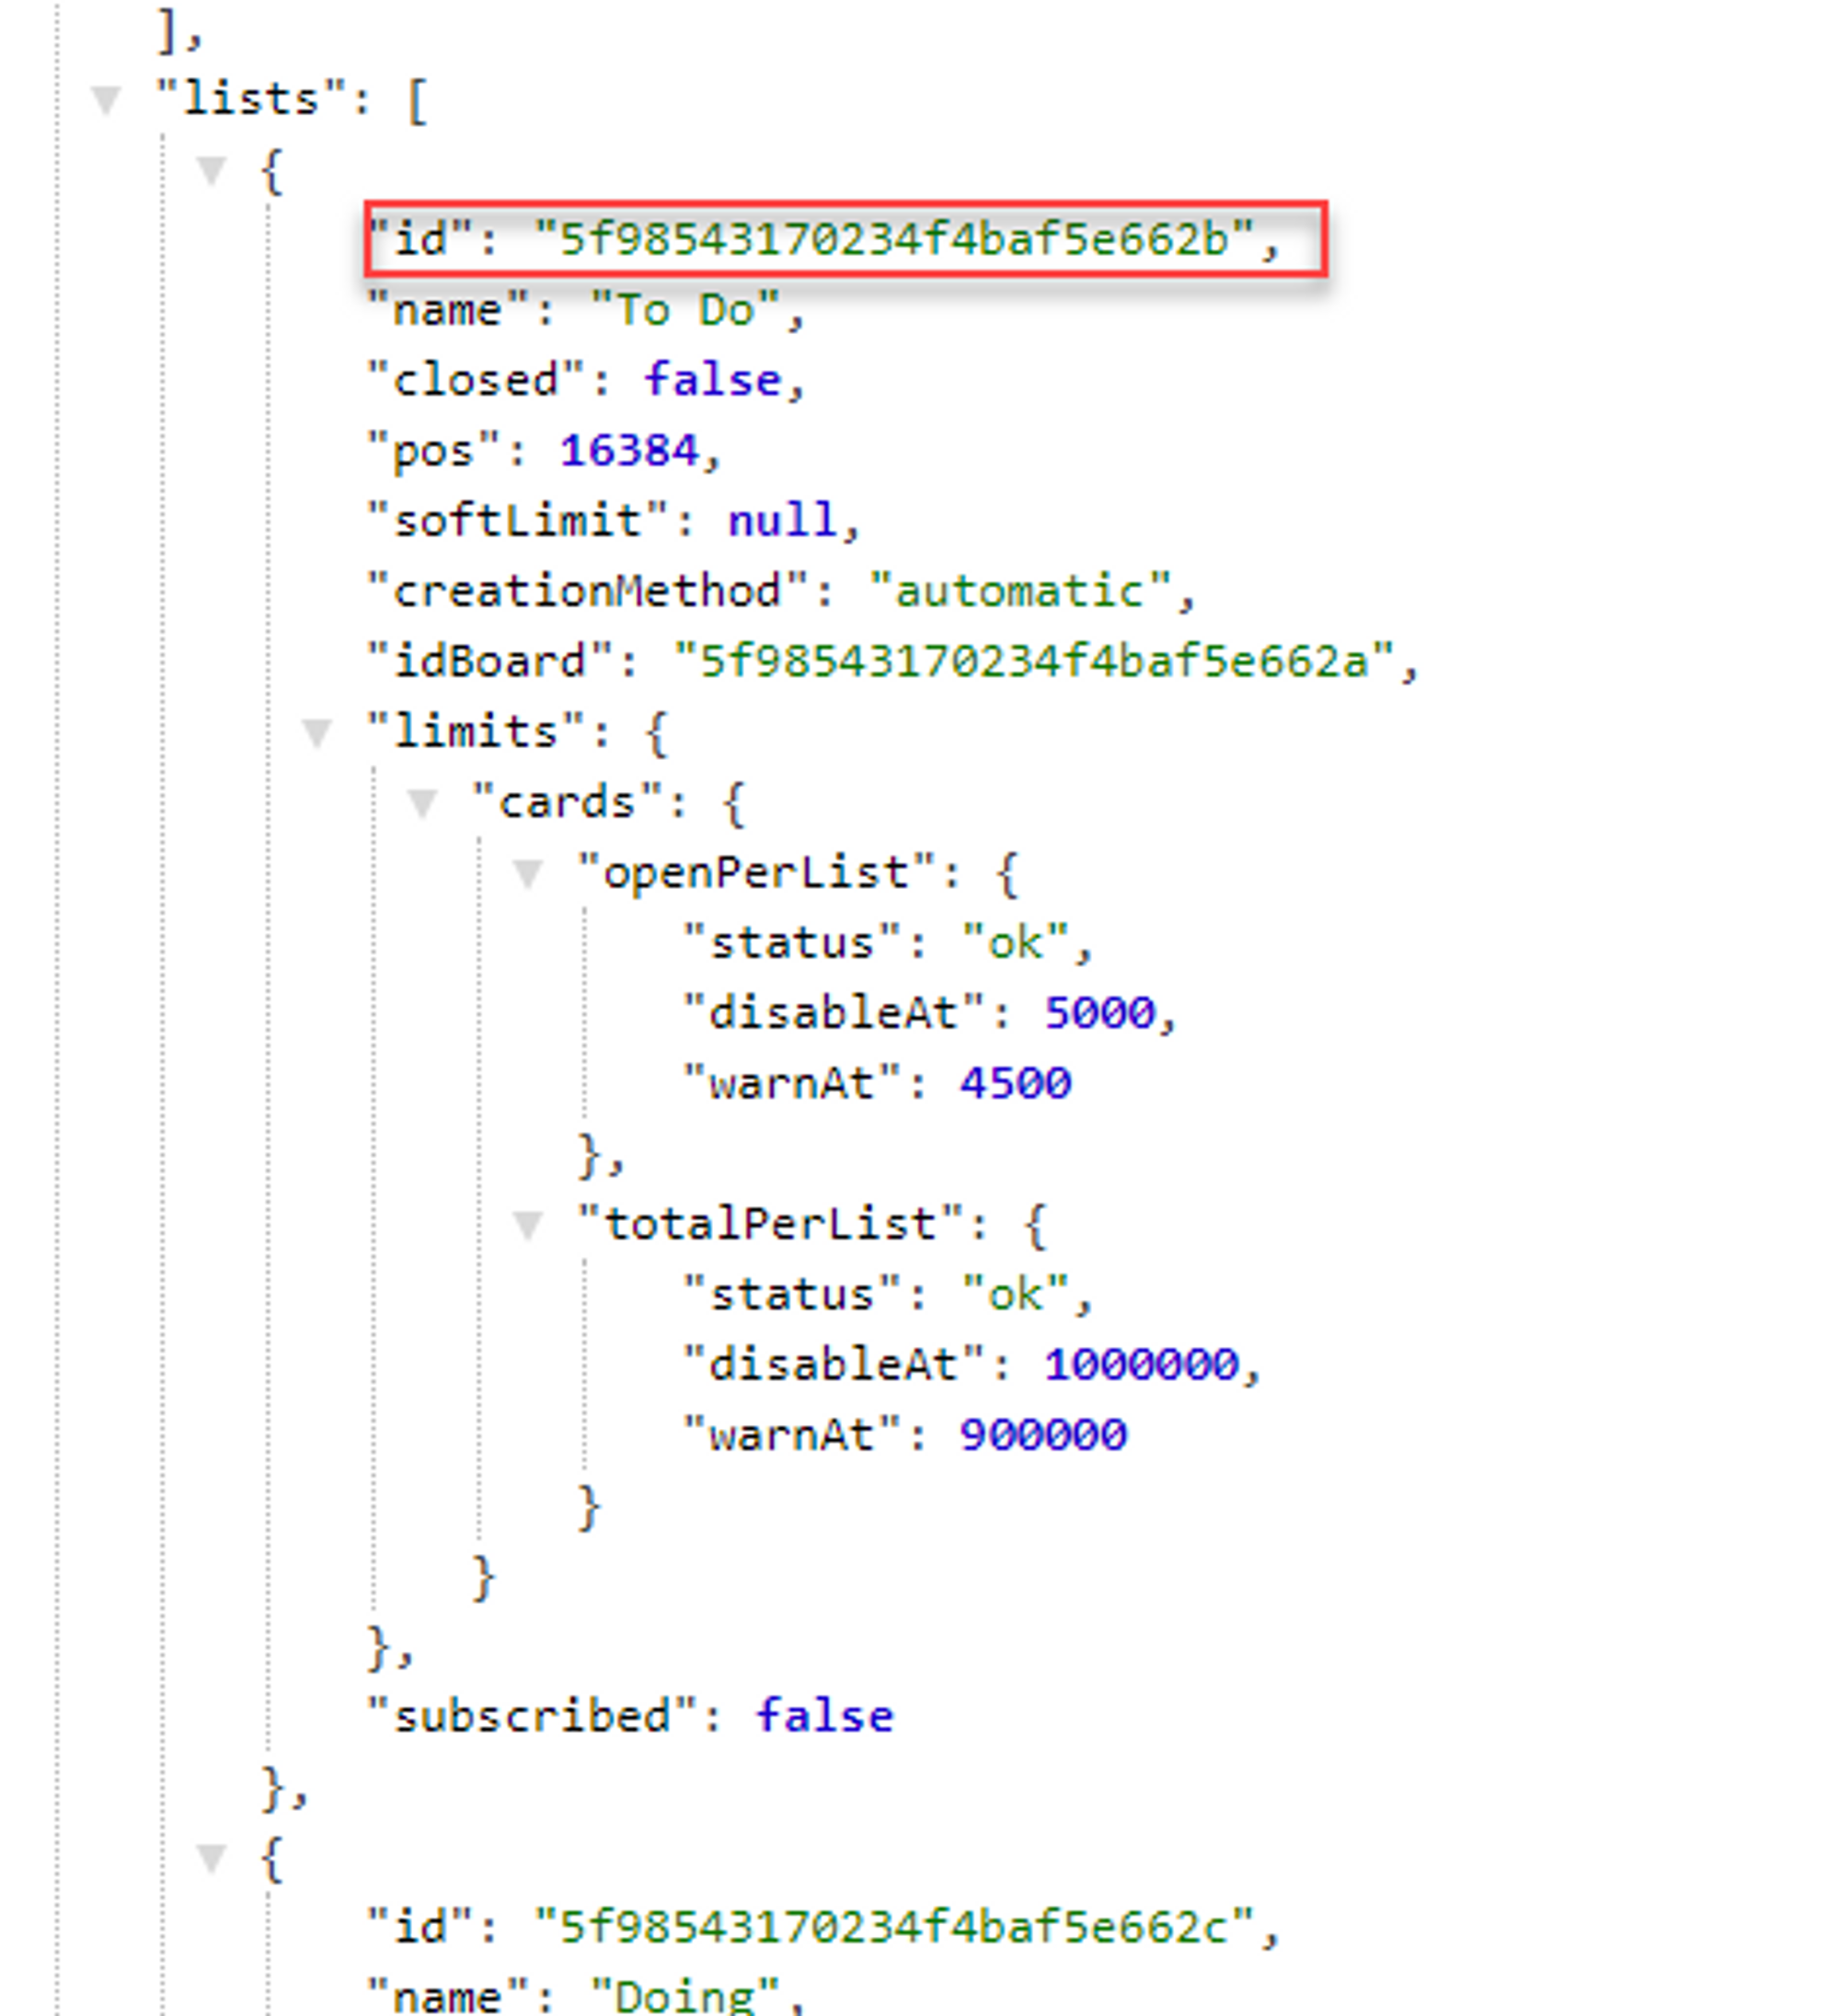 ],
"lists": [
{
"id": "5f98543170234f4baf5e662b",
"name": "To Do",
"closed": false,
"pos": 16384,
"softLimit": null,
"creationMethod": "automatic",
"idBoard": "5f98543170234f4baf5e662a",
"limits": {
"cards": {
"openPerList": {
"status": "ok",
"disableAt": 5000,
"warnAt": 4500
},
"totalPerList": {
"status": "ok",
"disableAt": 1000000,
"warnAt": 900000
}
}
},
"subscribed": false
},
{
"id": "5f98543170234f4baf5e662c",
"name": "Doing",